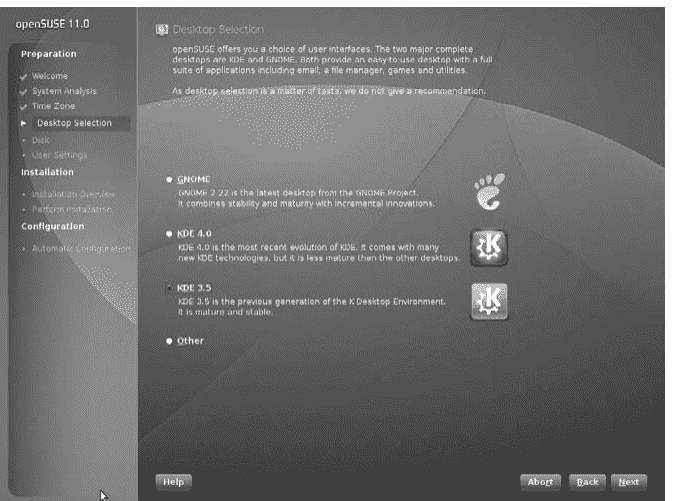 openSUSE 11.0
Preparation
Welcome
System Analysis
Time Zone
Desktop Selection
Disk
User Settings
Installation
Installation Overview
Perform Installation
Configuration
Automatic Configuration
Desktop Selection
openSUSE offers you a choice of user interfaces. The two major complete
desktops are KDE and GNOME. Both provide an easy-to-use desktop with a full
suite of applications including email, a file manager, games and utilities.
As desktop selection is a matter of taste, we do not give a recommendation.
GNOME
GNOME 2.22 is the latest desktop from the GNOME Project.
It combines stability and maturity with incremental innovations.
KDE 4.0
KDE 4.0 is the most recent evolution of KDE. It comes with many
new KDE technologies, but it is less mature than the other desktops.
KDE 3.5
KDE 3.5 is the previous generation of the K Desktop Environment.
It is mature and stable.
Other
Help
Abort
Back
Next